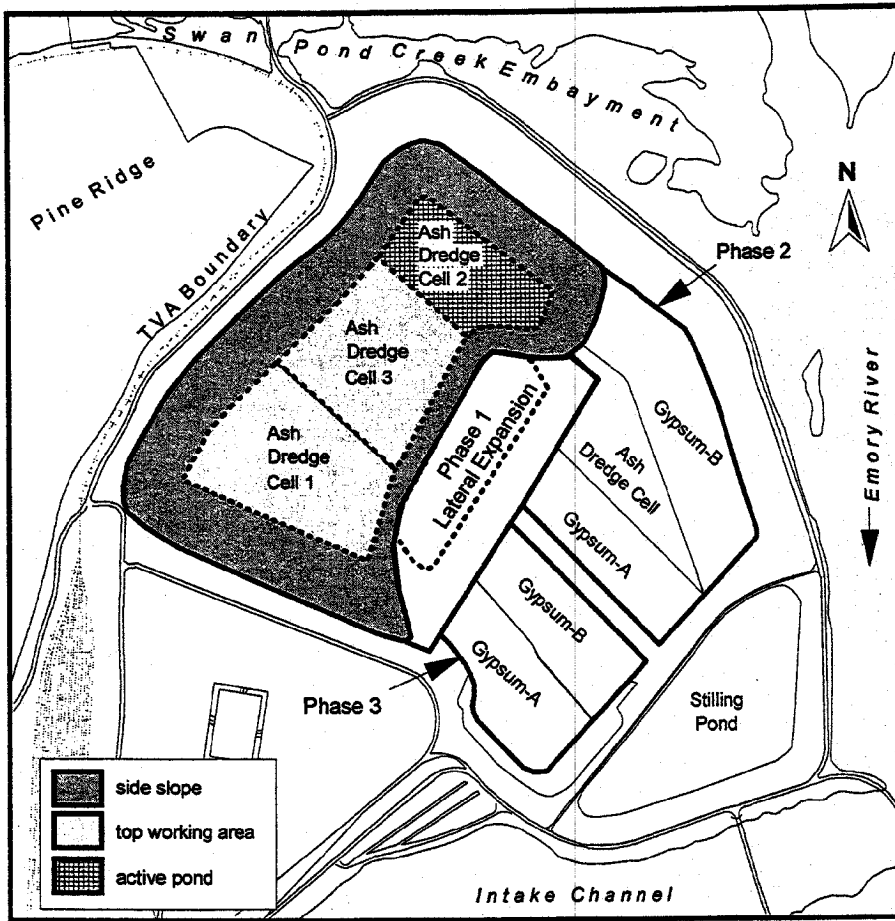 Swan Pond Creek Embayment
Pine Ridge
TVA Boundary
N
Phase 2
Ash
Dredge
Cell 2
Ash
Dredge
Cell 3
Ash
Dredge
Cell 1
Phase 1
Lateral Expansion
Gypsum-B
Ash
Dredge Cell
Gypsum-A
Emory River
Gypsum-B
Gypsum-A
Phase 3
Stilling
Pond
side slope
top working area
active pond
Intake Channel